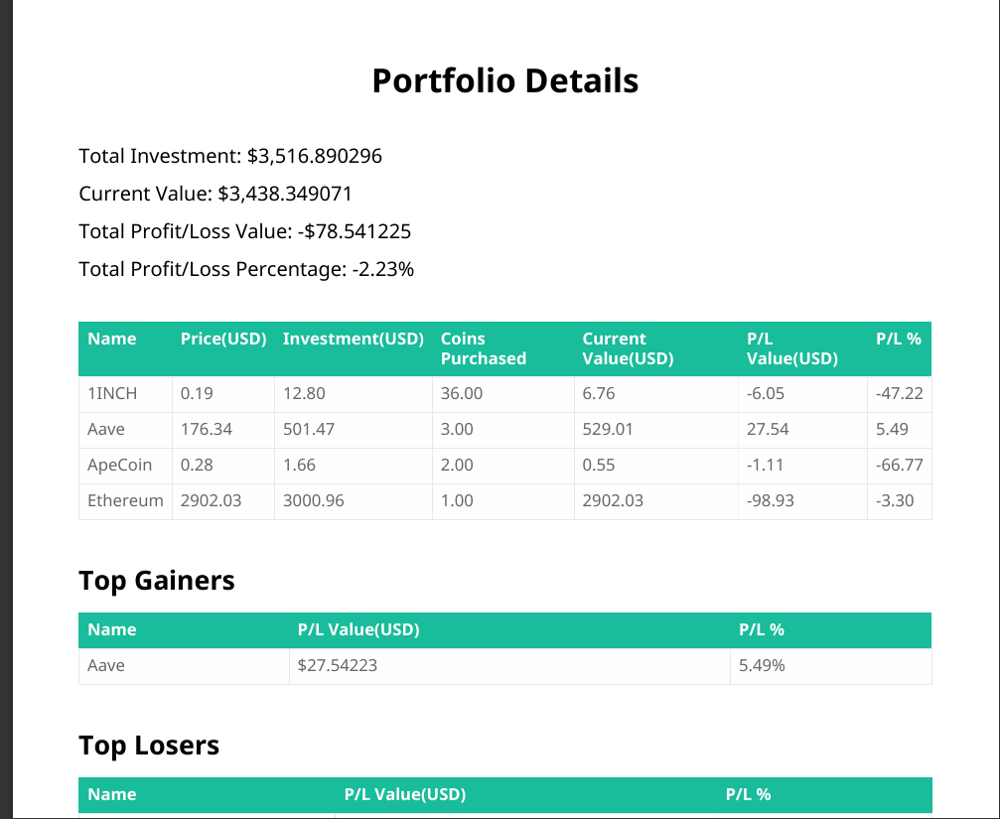 Portfolio Details
Total Investment: $3,516.890296
Current Value: $3,438.349071
Total Profit/Loss Value: -$78.541225
Total Profit/Loss Percentage: -2.23%
Name Price(USD) Investment(USD) Coins Purchased Current Value(USD) P/L Value(USD) P/L %
1INCH 0.19 12.80 36.00 6.76 -6.05 -47.22
Aave 176.34 501.47 3.00 529.01 27.54 5.49
ApeCoin 0.28 1.66 2.00 0.55 -1.11 -66.77
Ethereum 2902.03 3000.96 1.00 2902.03 -98.93 -3.30
Top Gainers
Name P/L Value(USD) P/L %
Aave $27.54223 5.49%
Top Losers
Name P/L Value(USD) P/L %